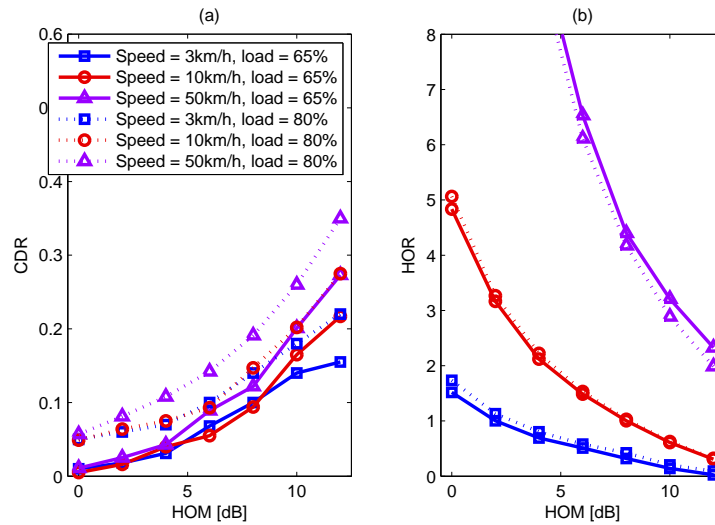 (a)
0.6
0.
0.4
0.3
0.2
0.1
0
0
5
10
HOM [dB]
CDR
Speed = 3km/h, load = 65%
Speed = 10km/h, load = 65%
Speed = 50km/h, load = 65%
Speed = 3km/h, load = 80%
Speed = 10km/h, load = 80%
Speed = 50km/h, load = 80%
(b)
8
7
6
5
4
3
2
1
0
0
5
10
HOM [dB]
HOR